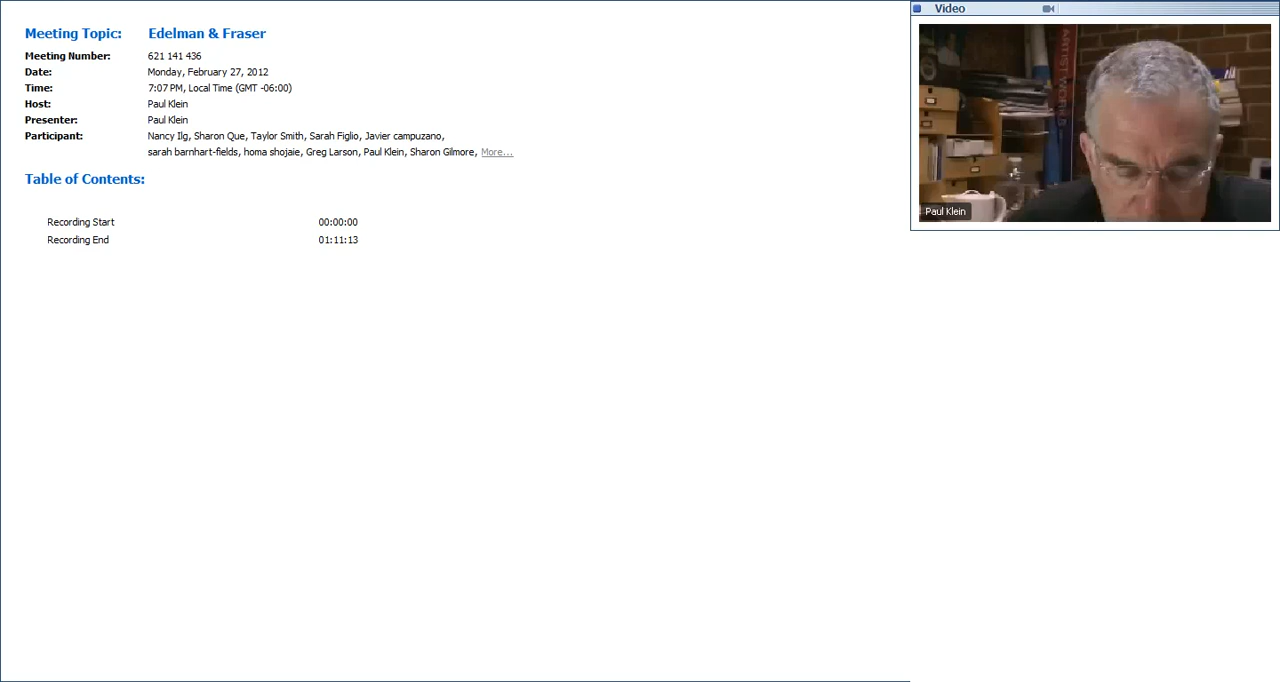 Meeting Topic: Edelman & Fraser
Meeting Number: 621 141 436
Date: Monday, February 27, 2012
Time: 7:07 PM, Local Time (GMT -06:00)
Host: Paul Klein
Presenter: Paul Klein
Participant: Nancy Ilg, Sharon Que, Taylor Smith, Sarah Figlio, Javier campuzano,
sarah barnhart-fields, homa shojaie, Greg Larson, Paul Klein, Sharon Gilmore, More...
Table of Contents:
Recording Start 00:00:00
Recording End 01:11:13
Video
ARTIST WORKS
Paul Klein